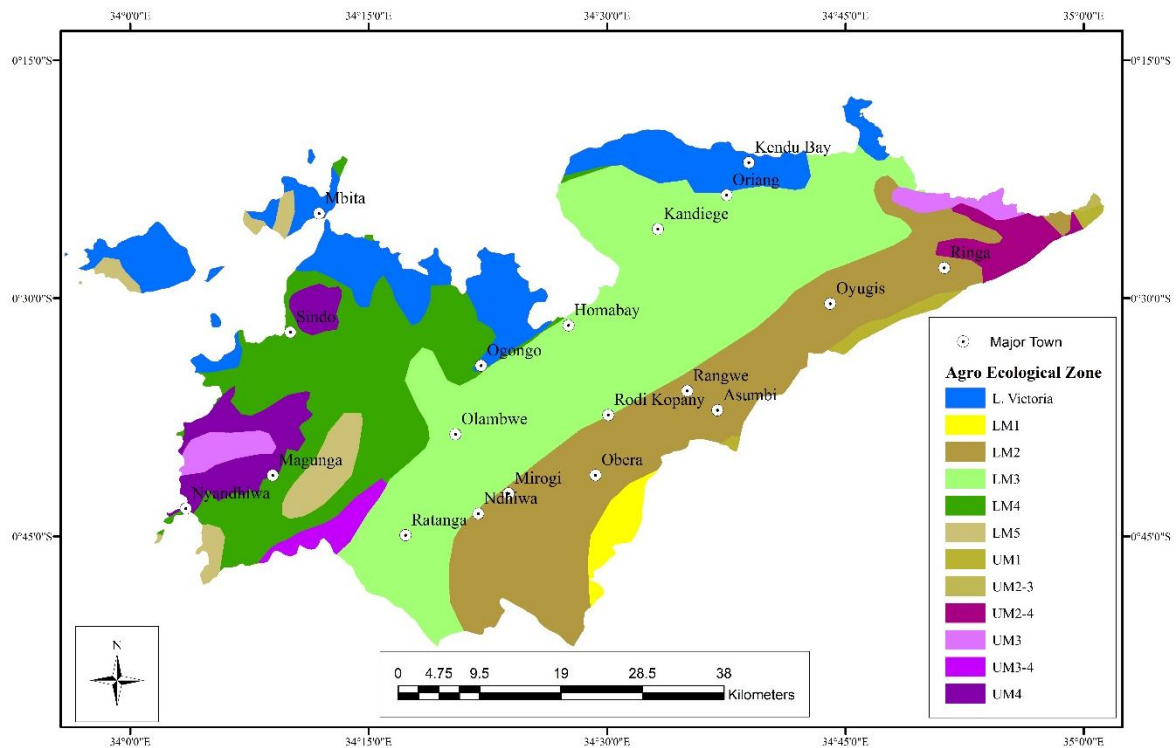 34°0'0"E 34°15'0"E 34°30'0"E 34°45'0"E 35°0'0"E
0°15'0"S 0°15'0"S
Kendu Bay
Oriang
Mbita
Kandiege
Ringa
0°30'0"S 0°30'0"S
Oyugis
Sindo
Homabay
Ogongo
Rangwe
Asumbi
Rodi Kopany
Olambwe
Magunga
Obera
Mirogi
Nyandhiwa
Ndhiwa
Ratanga
0°45'0"S 0°45'0"S
Major Town
Agro Ecological Zone
L. Victoria
LM1
LM2
LM3
LM4
LM5
UM1
UM2-3
UM2-4
UM3
UM3-4
UM4
N
0 4.75 9.5 19 28.5 38
Kilometers
34°0'0"E 34°15'0"E 34°30'0"E 34°45'0"E 35°0'0"E